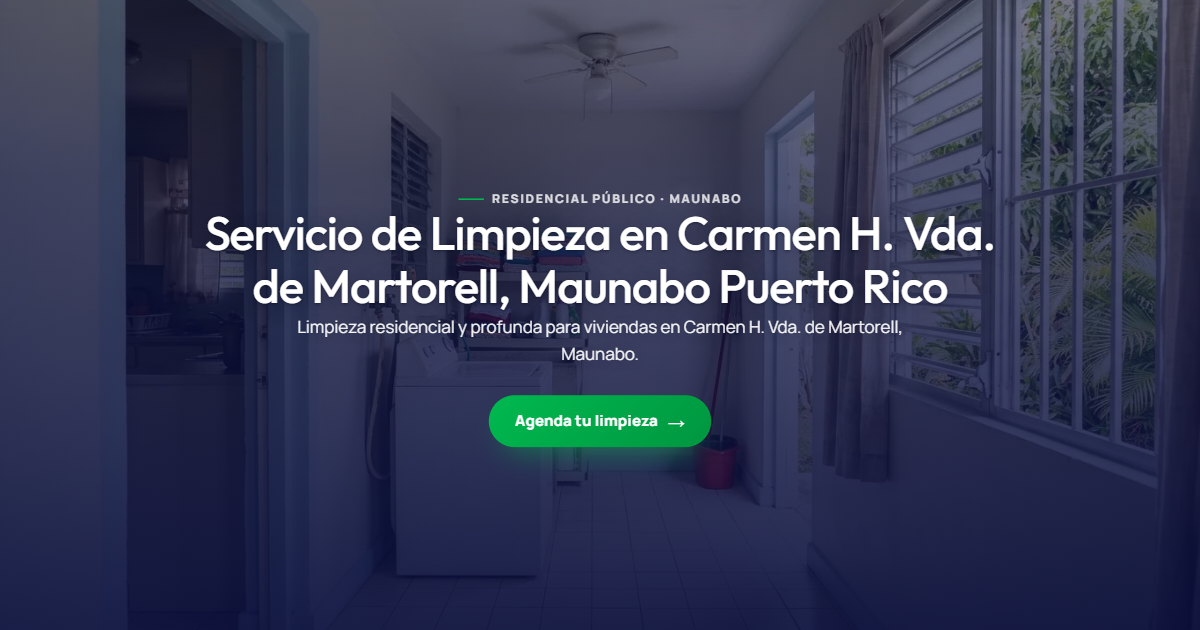 RESIDENCIAL PÚBLICO · MAUNABO
Servicio de Limpieza en Carmen H. Vda.
de Martorell, Maunabo Puerto Rico
Limpieza residencial y profunda para viviendas en Carmen H. Vda. de Martorell,
Maunabo.
Agenda tu limpieza →